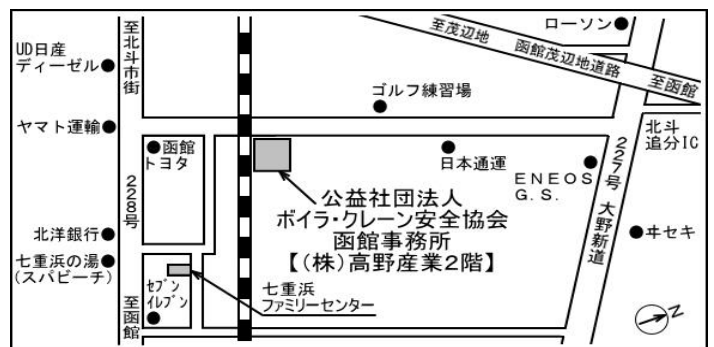 ローソン
至茂辺地
函館茂辺地道路
至函館
至北斗市街
UD日産
ディーゼル
ゴルフ練習場
ヤマト運輸
函館
トヨタ
日本通運
ENEOS
G.S.
227号 大野新道
北斗
追分IC
228号
公益社団法人
ボイラ・クレーン安全協会
函館事務所
【(株)高野産業2階】
北洋銀行
ヰセキ
七重浜の湯
(スパビーチ)
セブン
イレブン
七重浜
ファミリーセンター
至函館
N